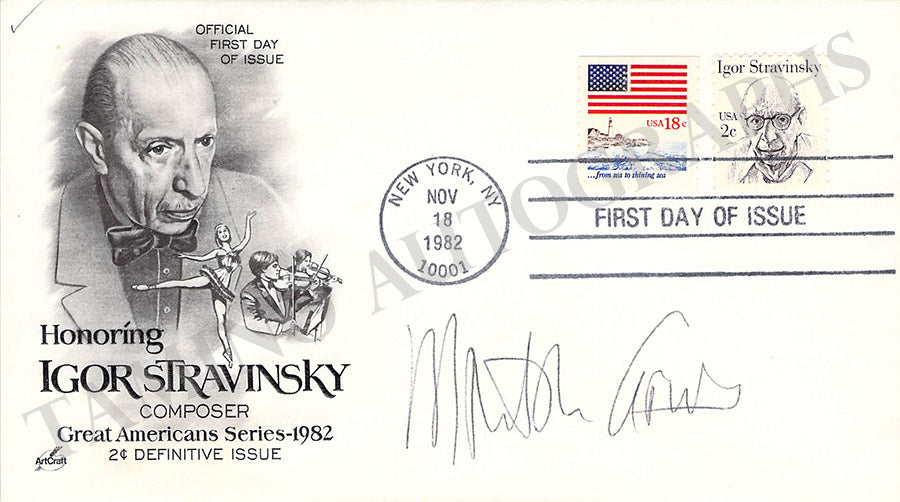 OFFICIAL
FIRST DAY
OF ISSUE
Igor Stravinsky
USA
2c
USA 18c
...from sea to shining sea
NEW YORK, NY
NOV
18
1982
10001
FIRST DAY OF ISSUE
Honoring
IGOR STRAVINSKY
COMPOSER
Great Americans Series-1982
2¢ DEFINITIVE ISSUE
ArtCraft
Morton Gould
TAMINO AUTOGRAPHS